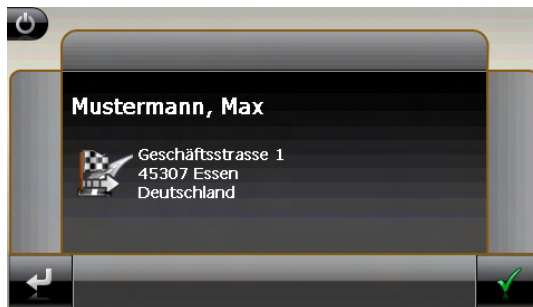 Mustermann, Max
Geschäftsstrasse 1
45307 Essen
Deutschland